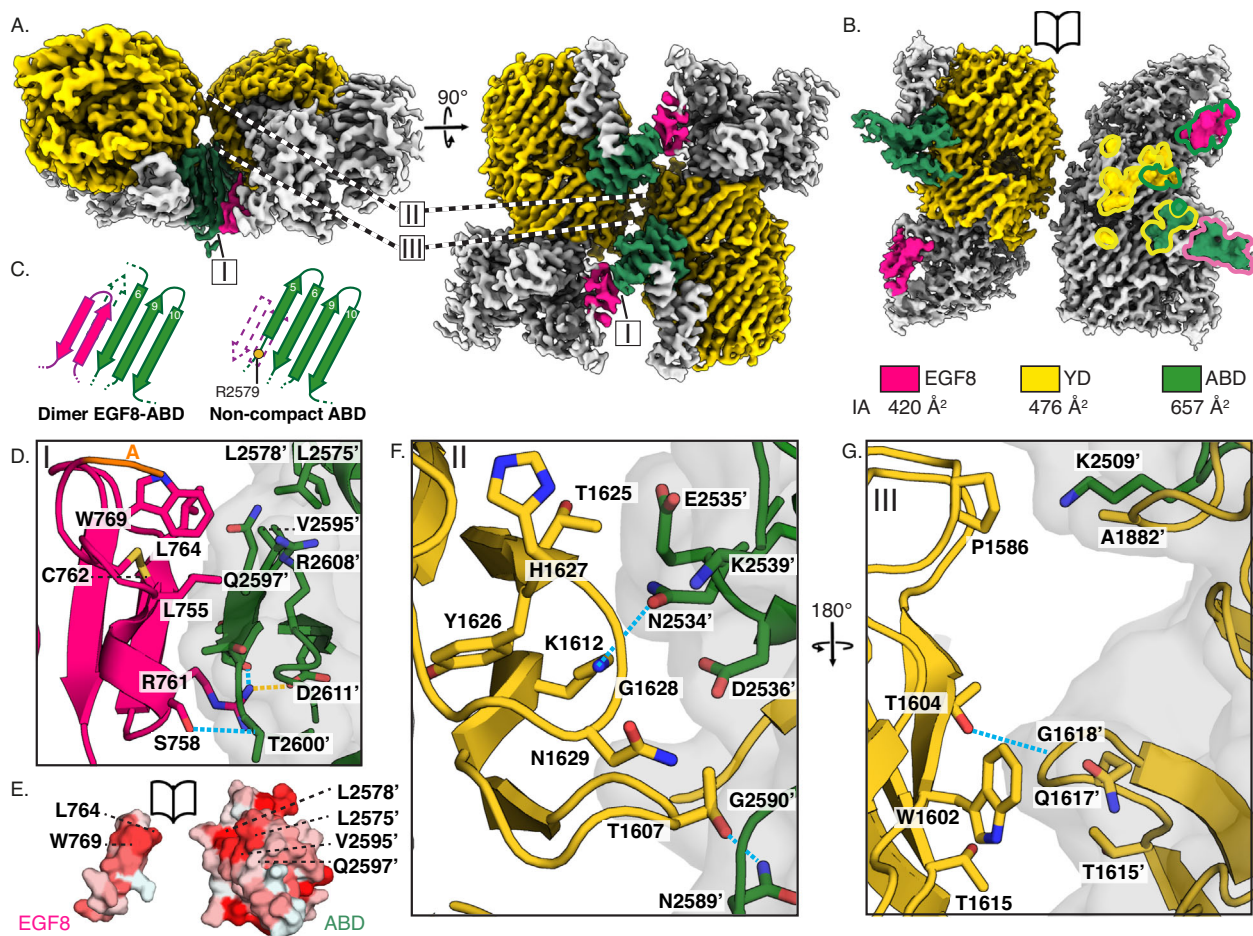 A.
90°
II
III
I
I
B.
EGF8 YD ABD
IA 420 Å² 476 Å² 657 Å²
C.
6
9
10
5
6
9
10
R2579
Dimer EGF8-ABD
Non-compact ABD
D.
I
A
L2578’ L2575’
W769
V2595’
L764
R2608’
C762
Q2597’
L755
R761
D2611’
S758
T2600’
E.
L764
W769
L2578’
L2575’
V2595’
Q2597’
EGF8
ABD
F.
II
T1625
E2535’
H1627
K2539’
Y1626
N2534’
K1612
G1628
D2536’
N1629
G2590’
T1607
N2589’
180°
G.
III
K2509’
P1586
A1882’
T1604
G1618’
Q1617’
W1602
T1615’
T1615